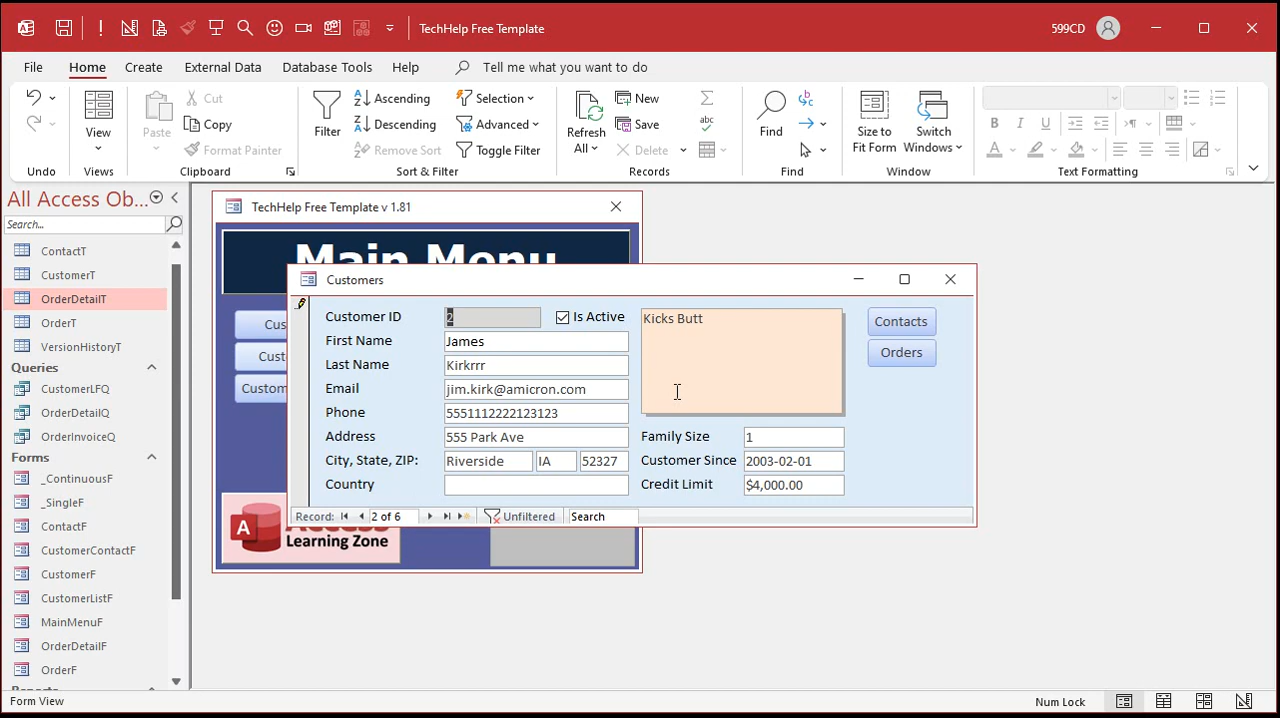 TechHelp Free Template
599CD
File
Home
Create
External Data
Database Tools
Help
Tell me what you want to do
View
Paste
Cut
Copy
Format Painter
Filter
Ascending
Descending
Remove Sort
Selection
Advanced
Toggle Filter
Refresh
All
New
Save
Delete
abc
Find
Size to
Fit Form
Switch
Windows
B I U
Undo
Views
Clipboard
Sort & Filter
Records
Find
Window
Text Formatting
All Access Ob...
Search...
ContactT
CustomerT
OrderDetailT
OrderT
VersionHistoryT
Queries
CustomerLFQ
OrderDetailQ
OrderInvoiceQ
Forms
_ContinuousF
_SingleF
ContactF
CustomerContactF
CustomerF
CustomerListF
MainMenuF
OrderDetailF
OrderF
TechHelp Free Template v 1.81
Main Menu
Learning Zone
Customers
Customer ID 2 Is Active
First Name James
Last Name Kirkrrr
Email jim.kirk@amicron.com
Phone 5551112222123123
Address 555 Park Ave
City, State, ZIP: Riverside IA 52327
Country
Kicks Butt
Family Size 1
Customer Since 2003-02-01
Credit Limit $4,000.00
Contacts
Orders
Record: 2 of 6 Unfiltered Search
Form View
Num Lock